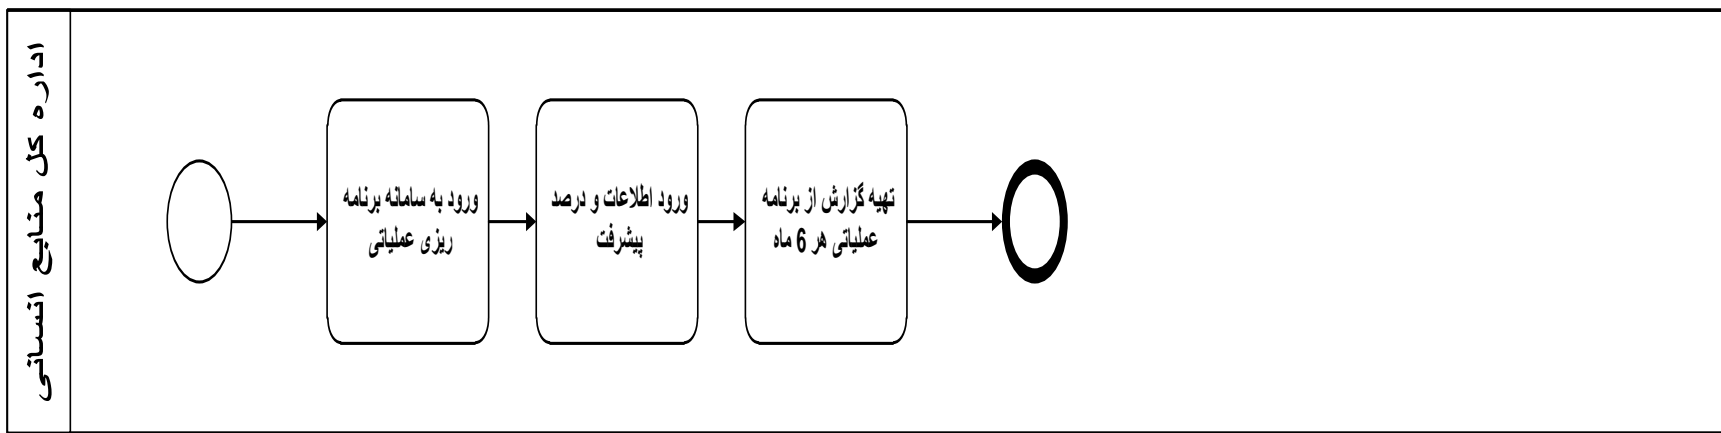 اداره کل منابع انسانی
ورود به سامانه برنامه
ریزی عملیاتی
ورود اطلاعات و درصد
پیشرفت
تهیه گزارش از برنامه
عملیاتی هر 6 ماه